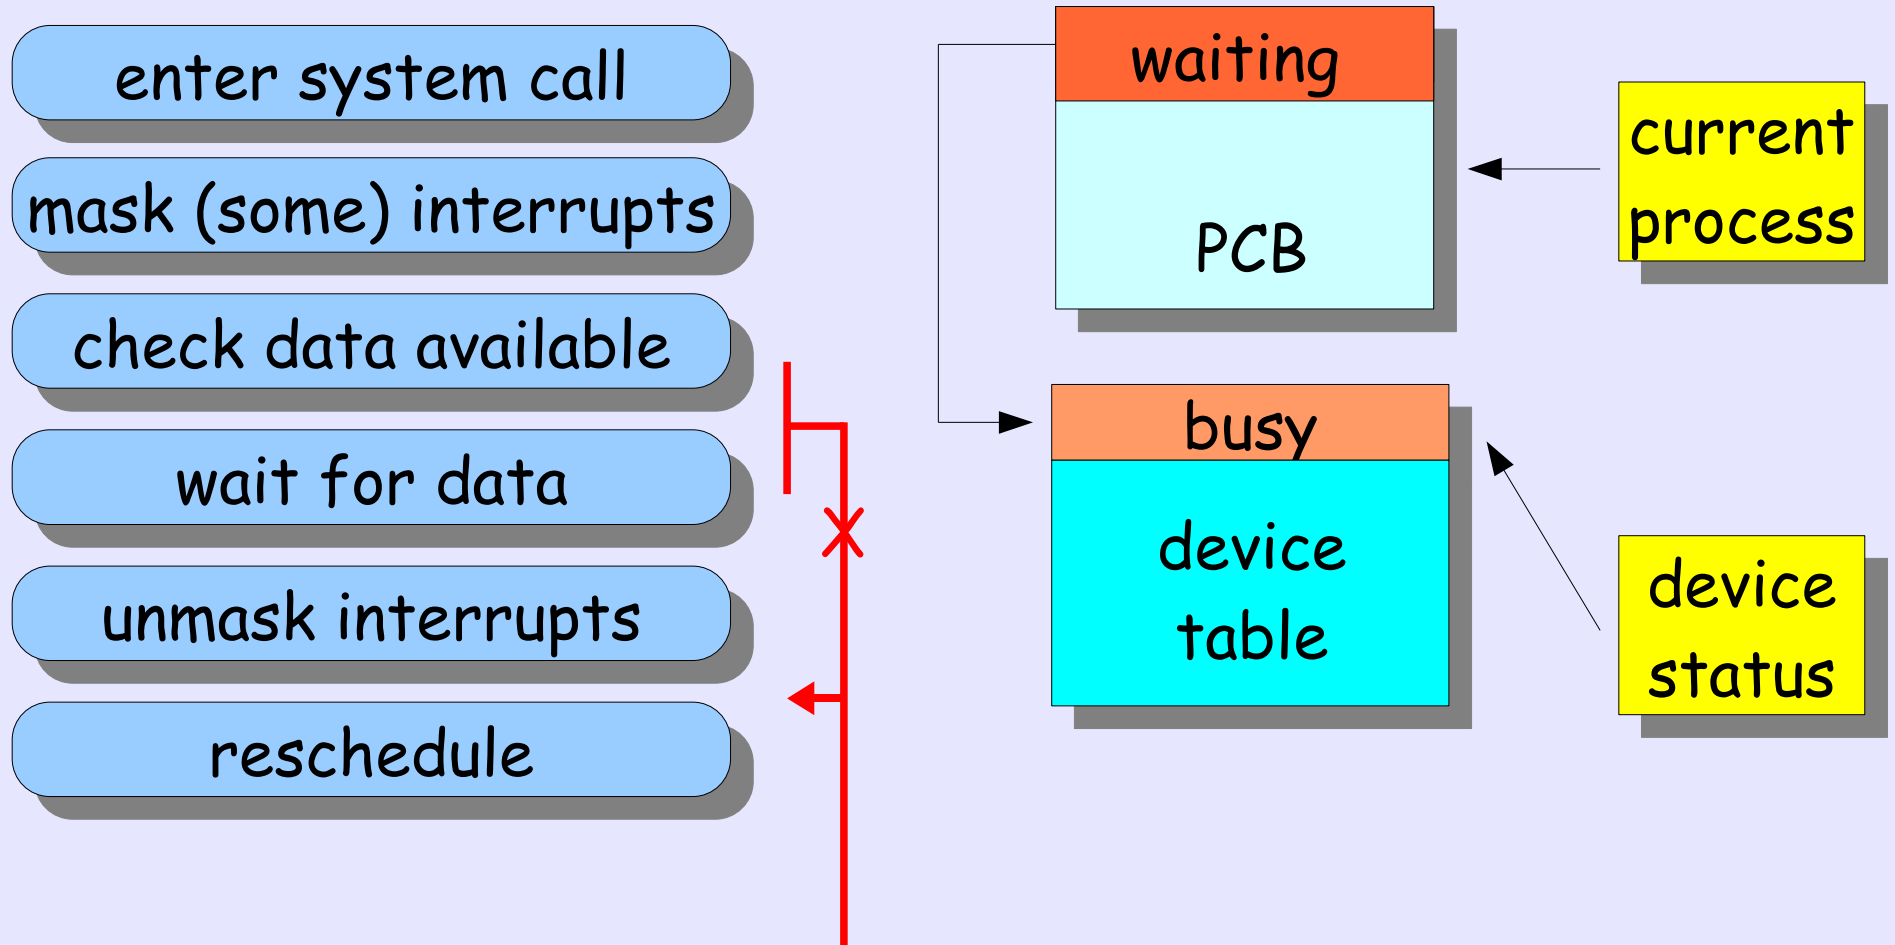 enter system call
mask (some) interrupts
check data available
wait for data
unmask interrupts
reschedule
waiting
PCB
busy
device
table
current
process
device
status